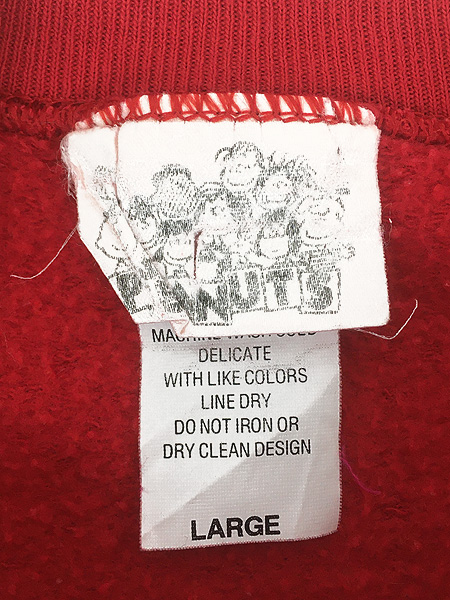 PEANUTS
MACHINE WASH COLD
DELICATE
WITH LIKE COLORS
LINE DRY
DO NOT IRON OR
DRY CLEAN DESIGN
LARGE